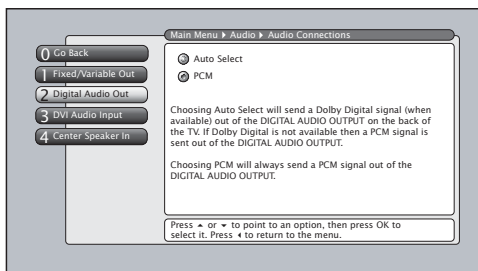 Main Menu ▸ Audio ▸ Audio Connections
0 Go Back
1 Fixed/Variable Out
2 Digital Audio Out
3 DVI Audio Input
4 Center Speaker In
Auto Select
PCM
Choosing Auto Select will send a Dolby Digital signal (when
available) out of the DIGITAL AUDIO OUTPUT on the back of
the TV. If Dolby Digital is not available then a PCM signal is
sent out of the DIGITAL AUDIO OUTPUT.
Choosing PCM will always send a PCM signal out of the
DIGITAL AUDIO OUTPUT.
Press ▴ or ▾ to point to an option, then press OK to
select it. Press ◂ to return to the menu.